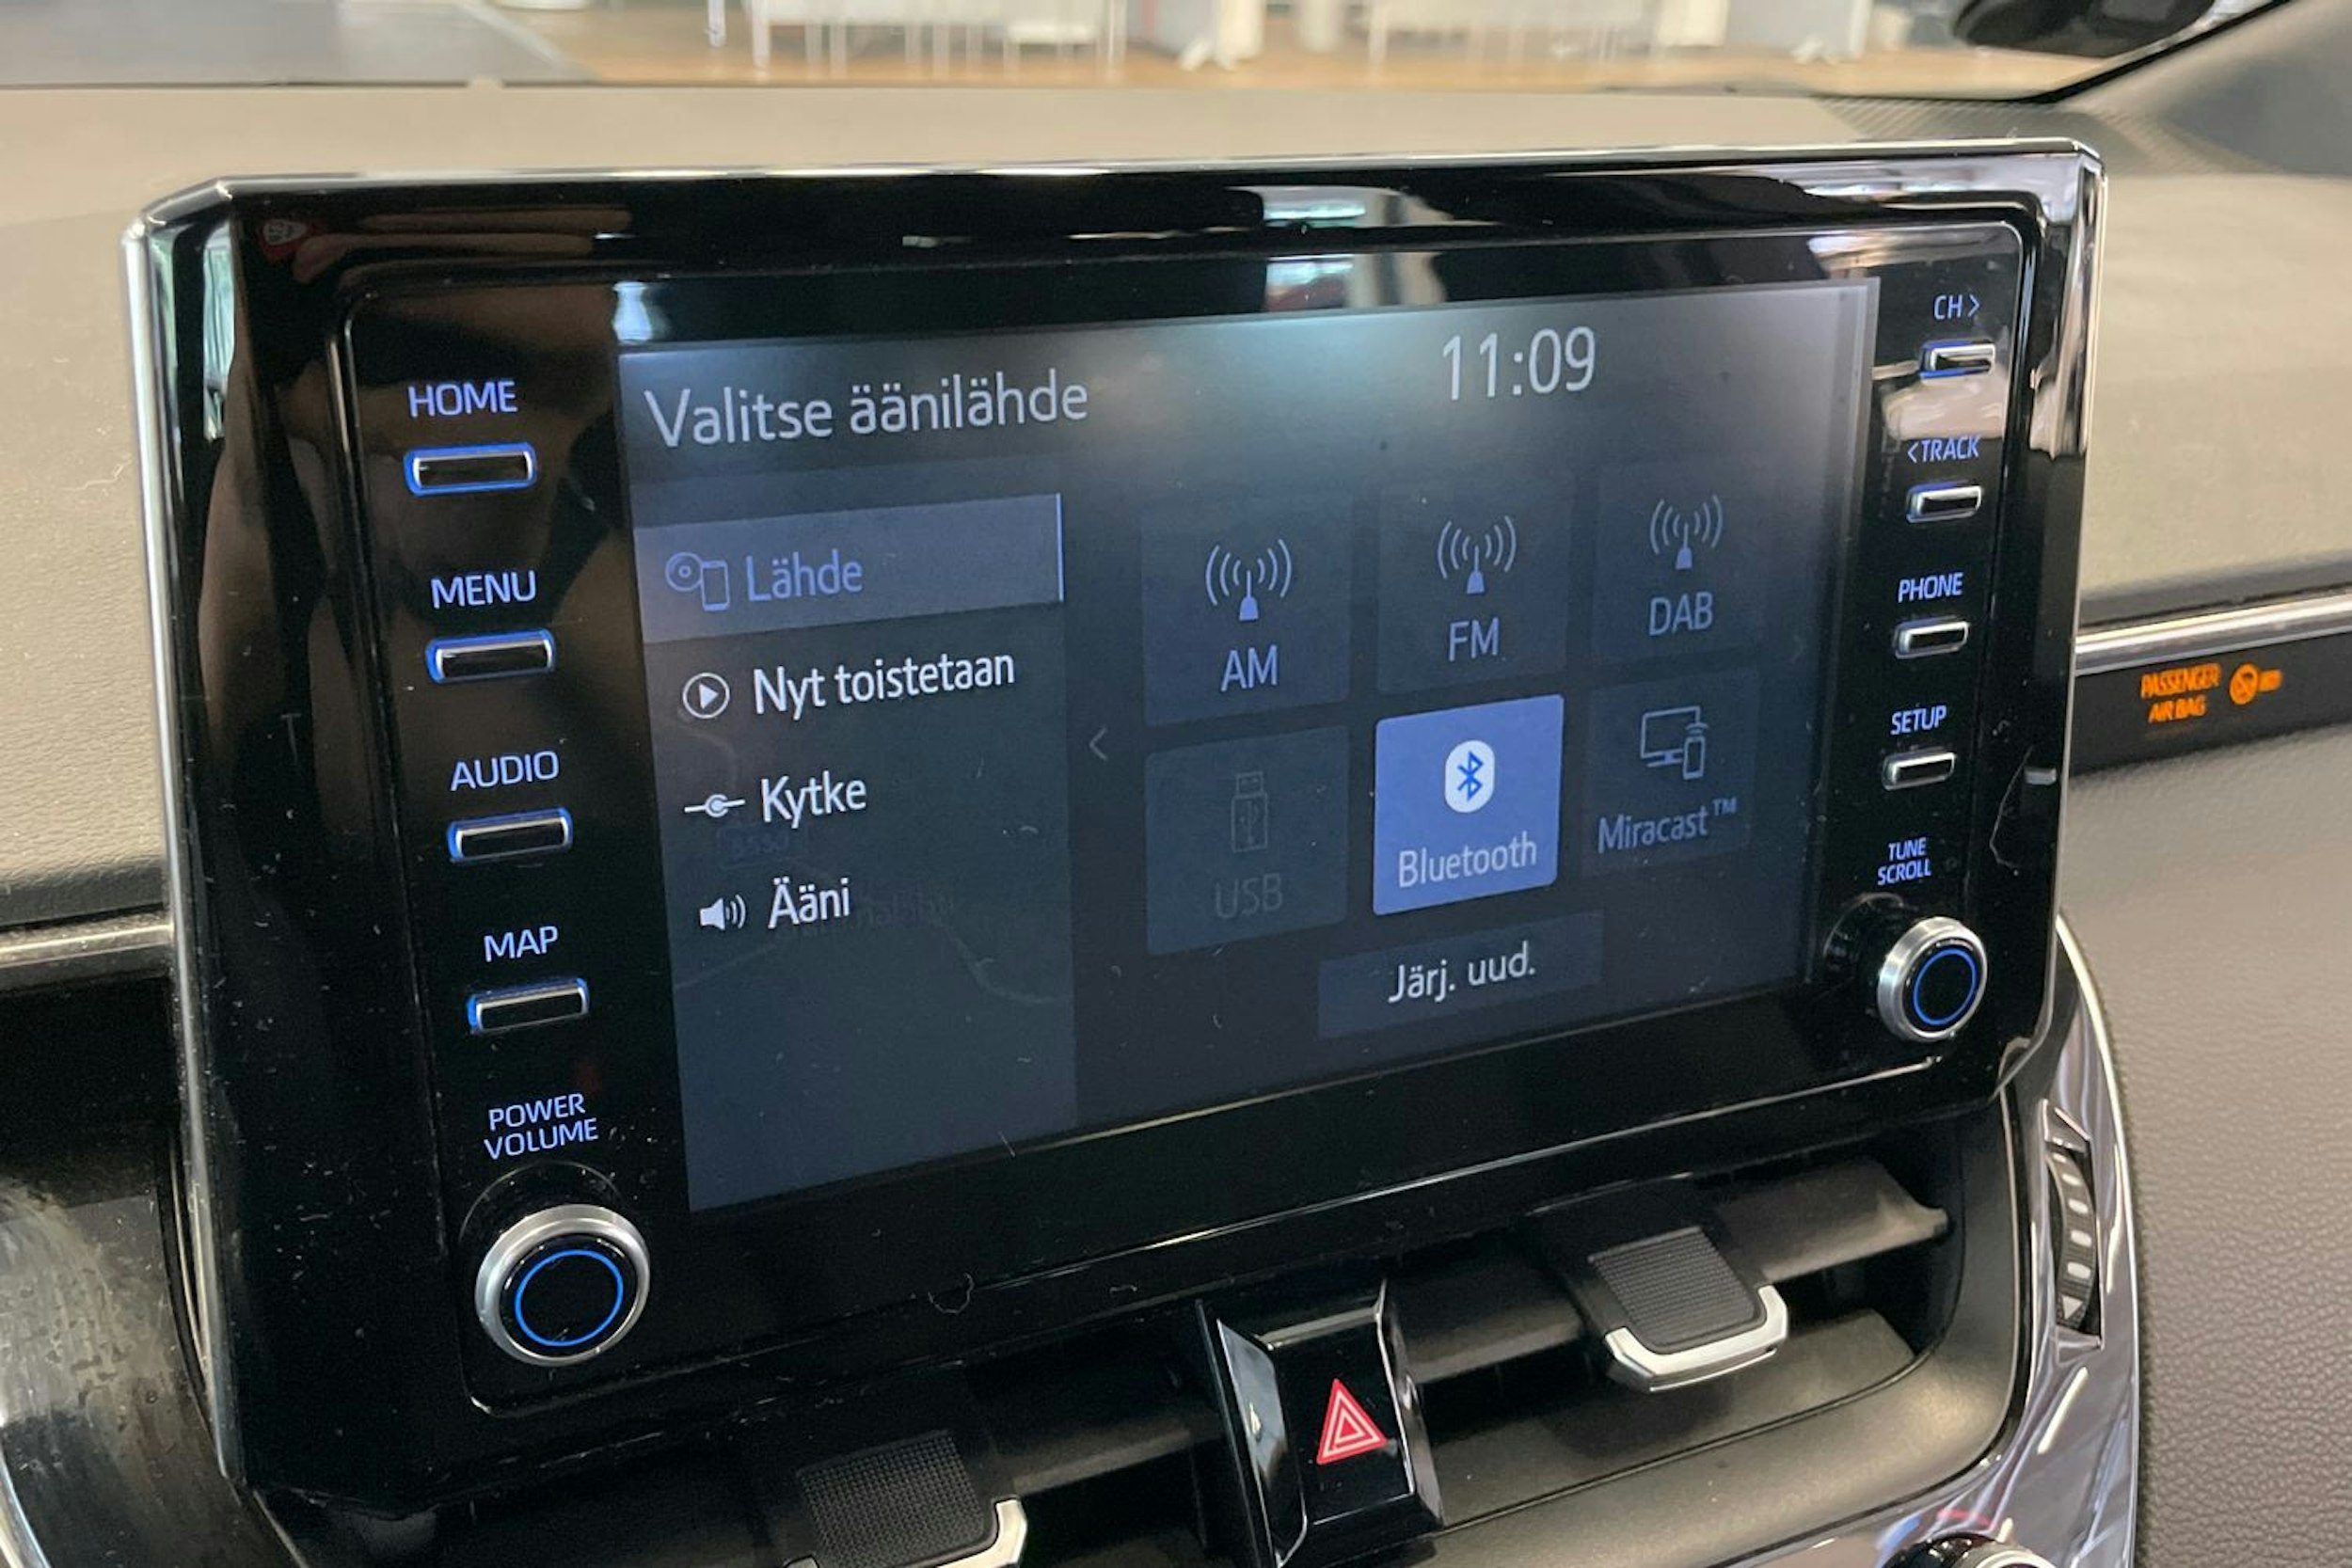 HOME
MENU
AUDIO
MAP
POWER
VOLUME
Valitse äänilähde
11:09
Lähde
Nyt toistetaan
Kytke
Ääni
AM
FM
DAB
USB
Bluetooth
Miracast™
Järj. uud.
CH >
< TRACK
PHONE
SETUP
TUNE
SCROLL
PASSENGER
AIR BAG